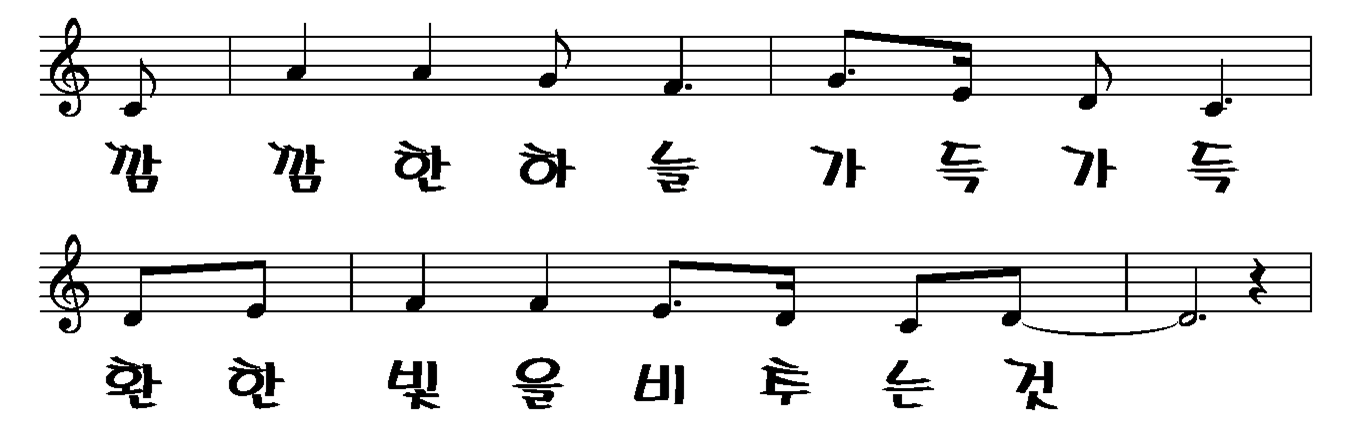 깜 깜 한 하 늘 가 득 가 득
환 한 빛 을 비 추 는 것